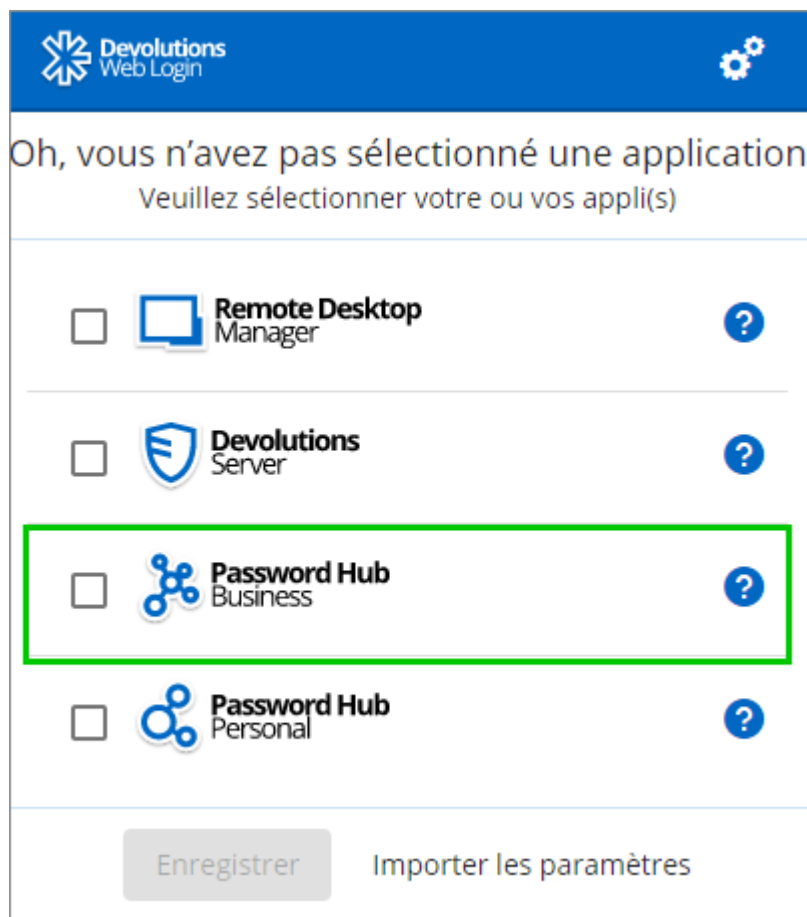 Devolutions
Web Login
Oh, vous n'avez pas sélectionné une application
Veuillez sélectionner votre ou vos appli(s)
Remote Desktop
Manager
?
Devolutions
Server
?
Password Hub
Business
?
Password Hub
Personal
?
Enregistrer Importer les paramètres